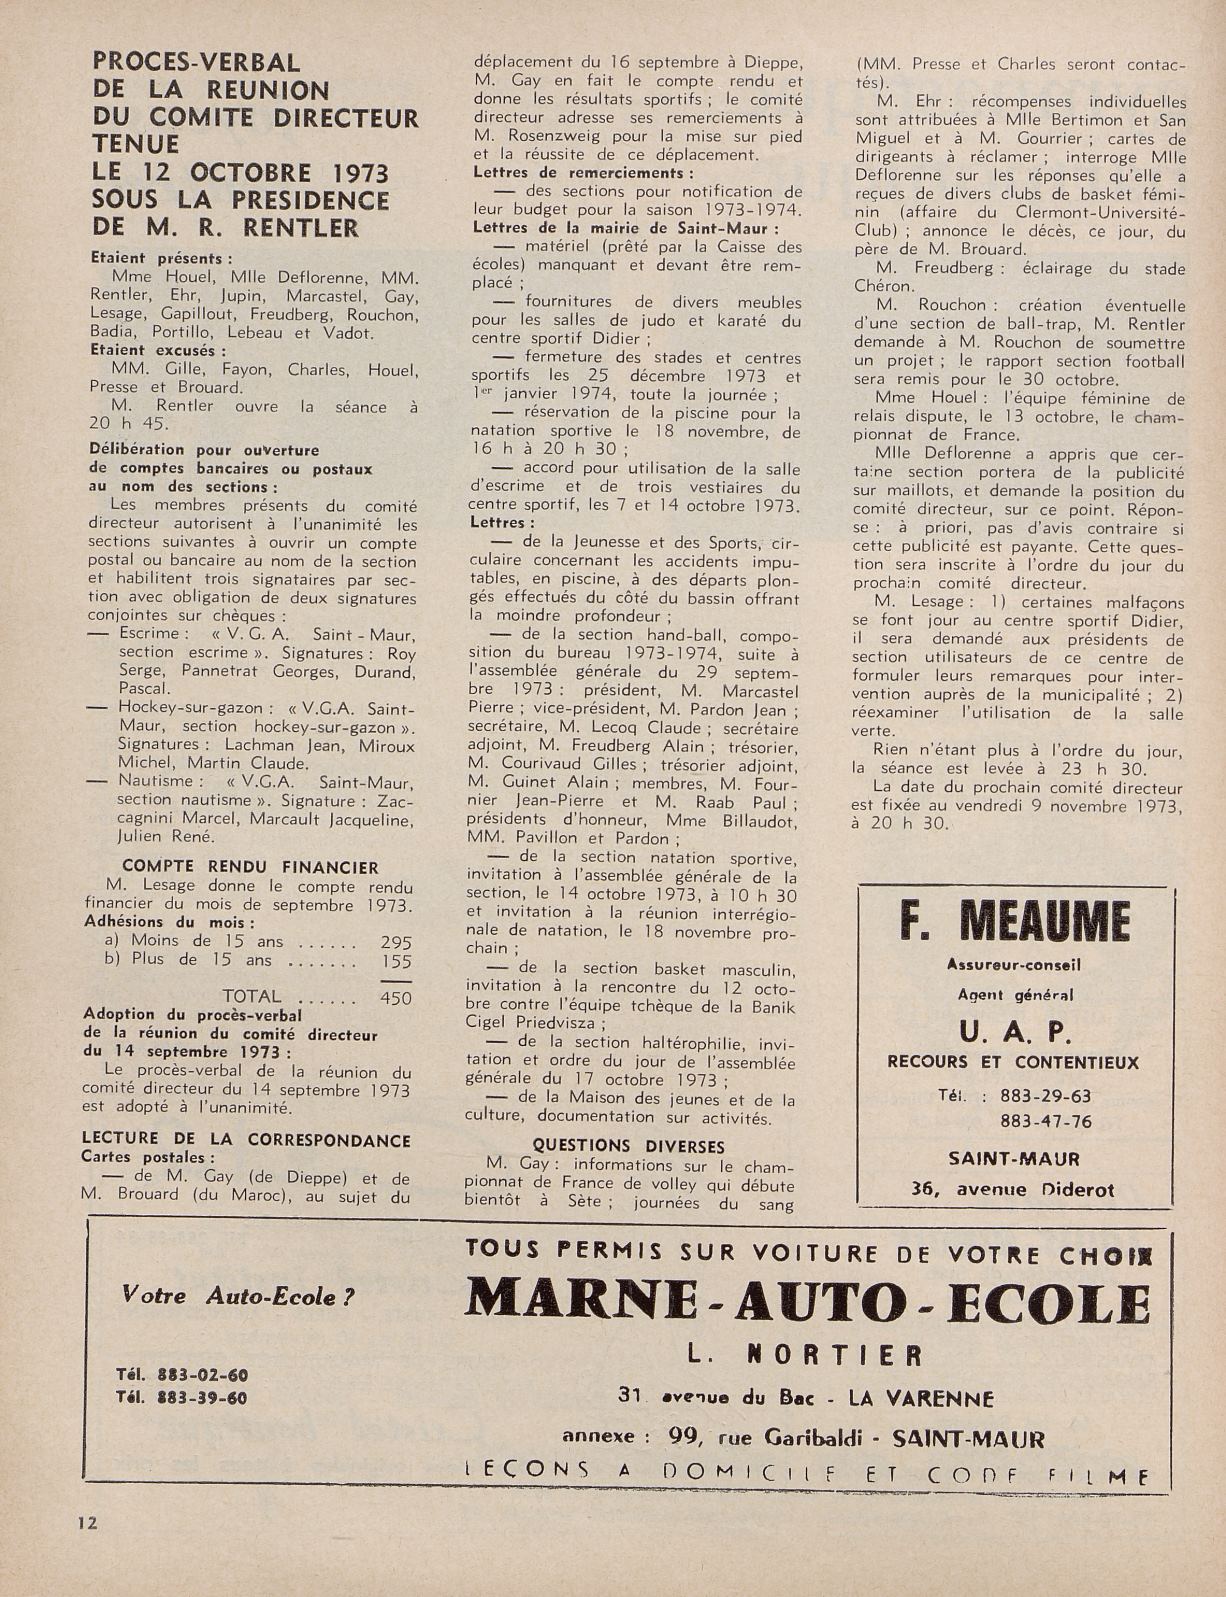 PROCES-VERBAL
DE LA REUNION
DU COMITE DIRECTEUR
TENUE
LE 12 OCTOBRE 1973
SOUS LA PRESIDENCE
DE M. R. RENTLER
Etaient présents :
Mme Houel, Mlle Deflorenne, MM.
Rentler, Ehr, Jupin, Marcastel, Gay,
Lesage, Gapillout, Freudberg, Rouchon,
Badia, Portillo, Lebeau et Vadot.
Etaient excusés :
MM. Gille, Fayon, Charles, Houel,
Presse et Brouard.
M. Rentler ouvre la séance à
20 h 45.
Délibération pour ouverture
de comptes bancaires ou postaux
au nom des sections :
Les membres présents du comité
directeur autorisent à l'unanimité les
sections suivantes à ouvrir un compte
postal ou bancaire au nom de la section
et habilitent trois signataires par sec-
tion avec obligation de deux signatures
conjointes sur chèques :
— Escrime : « V. G. A. Saint - Maur,
section escrime ». Signatures : Roy
Serge, Pannetrat Georges, Durand,
Pascal.
— Hockey-sur-gazon : « V.G.A. Saint-
Maur, section hockey-sur-gazon ».
Signatures : Lachman Jean, Miroux
Michel, Martin Claude.
— Nautisme : « V.G.A. Saint-Maur,
section nautisme ». Signature : Zac-
cagnini Marcel, Marcault Jacqueline,
Julien René.
COMPTE RENDU FINANCIER
M. Lesage donne le compte rendu
financier du mois de septembre 1973.
Adhésions du mois :
a) Moins de 15 ans ...... 295
b) Plus de 15 ans ....... 155
TOTAL ...... 450
Adoption du procès-verbal
de la réunion du comité directeur
du 14 septembre 1973 :
Le procès-verbal de la réunion du
comité directeur du 14 septembre 1973
est adopté à l'unanimité.
LECTURE DE LA CORRESPONDANCE
Cartes postales :
— de M. Gay (de Dieppe) et de
M. Brouard (du Maroc), au sujet du
déplacement du 16 septembre à Dieppe,
M. Gay en fait le compte rendu et
donne les résultats sportifs ; le comité
directeur adresse ses remerciements à
M. Rosenzweig pour la mise sur pied
et la réussite de ce déplacement.
Lettres de remerciements :
— des sections pour notification de
leur budget pour la saison 1973-1974.
Lettres de la mairie de Saint-Maur :
— matériel (prêté par la Caisse des
écoles) manquant et devant être rem-
placé ;
— fournitures de divers meubles
pour les salles de judo et karaté du
centre sportif Didier ;
— fermeture des stades et centres
sportifs les 25 décembre 1973 et
1er janvier 1974, toute la journée ;
— réservation de la piscine pour la
natation sportive le 18 novembre, de
16 h à 20 h 30 ;
— accord pour utilisation de la salle
d'escrime et de trois vestiaires du
centre sportif, les 7 et 14 octobre 1973.
Lettres :
— de la Jeunesse et des Sports, cir-
culaire concernant les accidents impu-
tables, en piscine, à des départs plon-
gés effectués du côté du bassin offrant
la moindre profondeur ;
— de la section hand-ball, compo-
sition du bureau 1973-1974, suite à
l'assemblée générale du 29 septem-
bre 1973 : président, M. Marcastel
Pierre ; vice-président, M. Pardon Jean ;
secrétaire, M. Lecoq Claude ; secrétaire
adjoint, M. Freudberg Alain ; trésorier,
M. Courivaud Gilles ; trésorier adjoint,
M. Guinet Alain ; membres, M. Four-
nier Jean-Pierre et M. Raab Paul ;
présidents d'honneur, Mme Billaudot,
MM. Pavillon et Pardon ;
— de la section natation sportive,
invitation à l'assemblée générale de la
section, le 14 octobre 1973, à 10 h 30
et invitation à la réunion interrégio-
nale de natation, le 18 novembre pro-
chain ;
— de la section basket masculin,
invitation à la rencontre du 12 octo-
bre contre l'équipe tchèque de la Banik
Cigel Priedvisza ;
— de la section haltérophilie, invi-
tation et ordre du jour de l'assemblée
générale du 17 octobre 1973 ;
— de la Maison des jeunes et de la
culture, documentation sur activités.
QUESTIONS DIVERSES
M. Gay : informations sur le cham-
pionnat de France de volley qui débute
bientôt à Sète ; journées du sang
(MM. Presse et Charles seront contac-
tés).
M. Ehr : récompenses individuelles
sont attribuées à Mlle Bertimon et San
Miguel et à M. Gourrier ; cartes de
dirigeants à réclamer ; interroge Mlle
Deflorenne sur les réponses qu'elle a
reçues de divers clubs de basket fémi-
nin (affaire du Clermont-Université-
Club) ; annonce le décès, ce jour, du
père de M. Brouard.
M. Freudberg : éclairage du stade
Chéron.
M. Rouchon : création éventuelle
d'une section de ball-trap, M. Rentler
demande à M. Rouchon de soumettre
un projet ; le rapport section football
sera remis pour le 30 octobre.
Mme Houel : l'équipe féminine de
relais dispute, le 13 octobre, le cham-
pionnat de France.
Mlle Deflorenne a appris que cer-
taine section portera de la publicité
sur maillots, et demande la position du
comité directeur, sur ce point. Répon-
se : à priori, pas d'avis contraire si
cette publicité est payante. Cette ques-
tion sera inscrite à l'ordre du jour du
prochain comité directeur.
M. Lesage : 1) certaines malfaçons
se font jour au centre sportif Didier,
il sera demandé aux présidents de
section utilisateurs de ce centre de
formuler leurs remarques pour inter-
vention auprès de la municipalité ; 2)
réexaminer l'utilisation de la salle
verte.
Rien n'étant plus à l'ordre du jour,
la séance est levée à 23 h 30.
La date du prochain comité directeur
est fixée au vendredi 9 novembre 1973,
à 20 h 30.
F. MEAUME
Assureur-conseil
Agent général
U. A. P.
RECOURS ET CONTENTIEUX
Tél. : 883-29-63
883-47-76
SAINT-MAUR
36, avenue Diderot
Votre Auto-Ecole ?
Tél. 883-02-60
Tél. 883-39-60
TOUS PERMIS SUR VOITURE DE VOTRE CHOIX
MARNE-AUTO-ECOLE
L. NORTIER
31 avenue du Bac - LA VARENNE
annexe : 99, rue Garibaldi - SAINT-MAUR
LEÇONS A DOMICILE ET CODE FILME
12